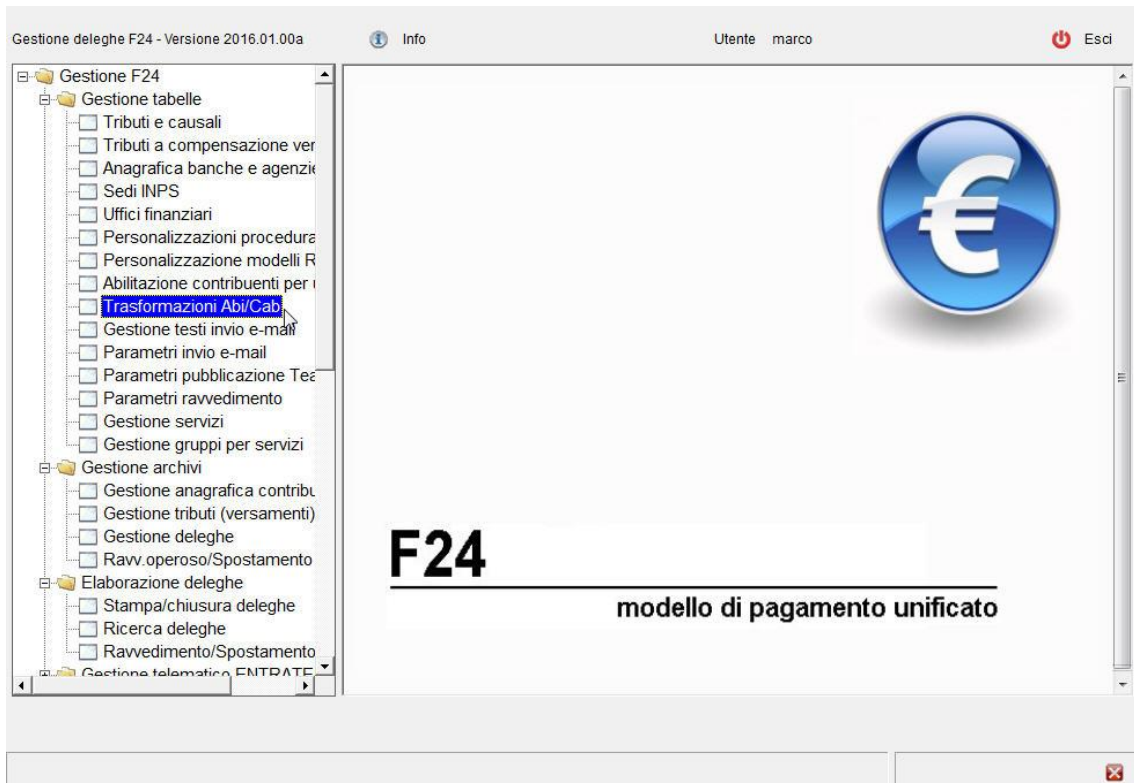 Gestione deleghe F24 - Versione 2016.01.00a Info Utente marco Esci
Gestione F24
Gestione tabelle
Tributi e causali
Tributi a compensazione ver
Anagrafica banche e agenzie
Sedi INPS
Uffici finanziari
Personalizzazioni procedura
Personalizzazione modelli R
Abilitazione contribuenti per
Trasformazioni Abi/Cab
Gestione testi invio e-mail
Parametri invio e-mail
Parametri pubblicazione Tea
Parametri ravvedimento
Gestione servizi
Gestione gruppi per servizi
Gestione archivi
Gestione anagrafica contribu
Gestione tributi (versamenti)
Gestione deleghe
Ravv.operoso/Spostamento
Elaborazione deleghe
Stampa/chiusura deleghe
Ricerca deleghe
Ravvedimento/Spostamento
Gestione telematico ENTRATE
€
F24
modello di pagamento unificato